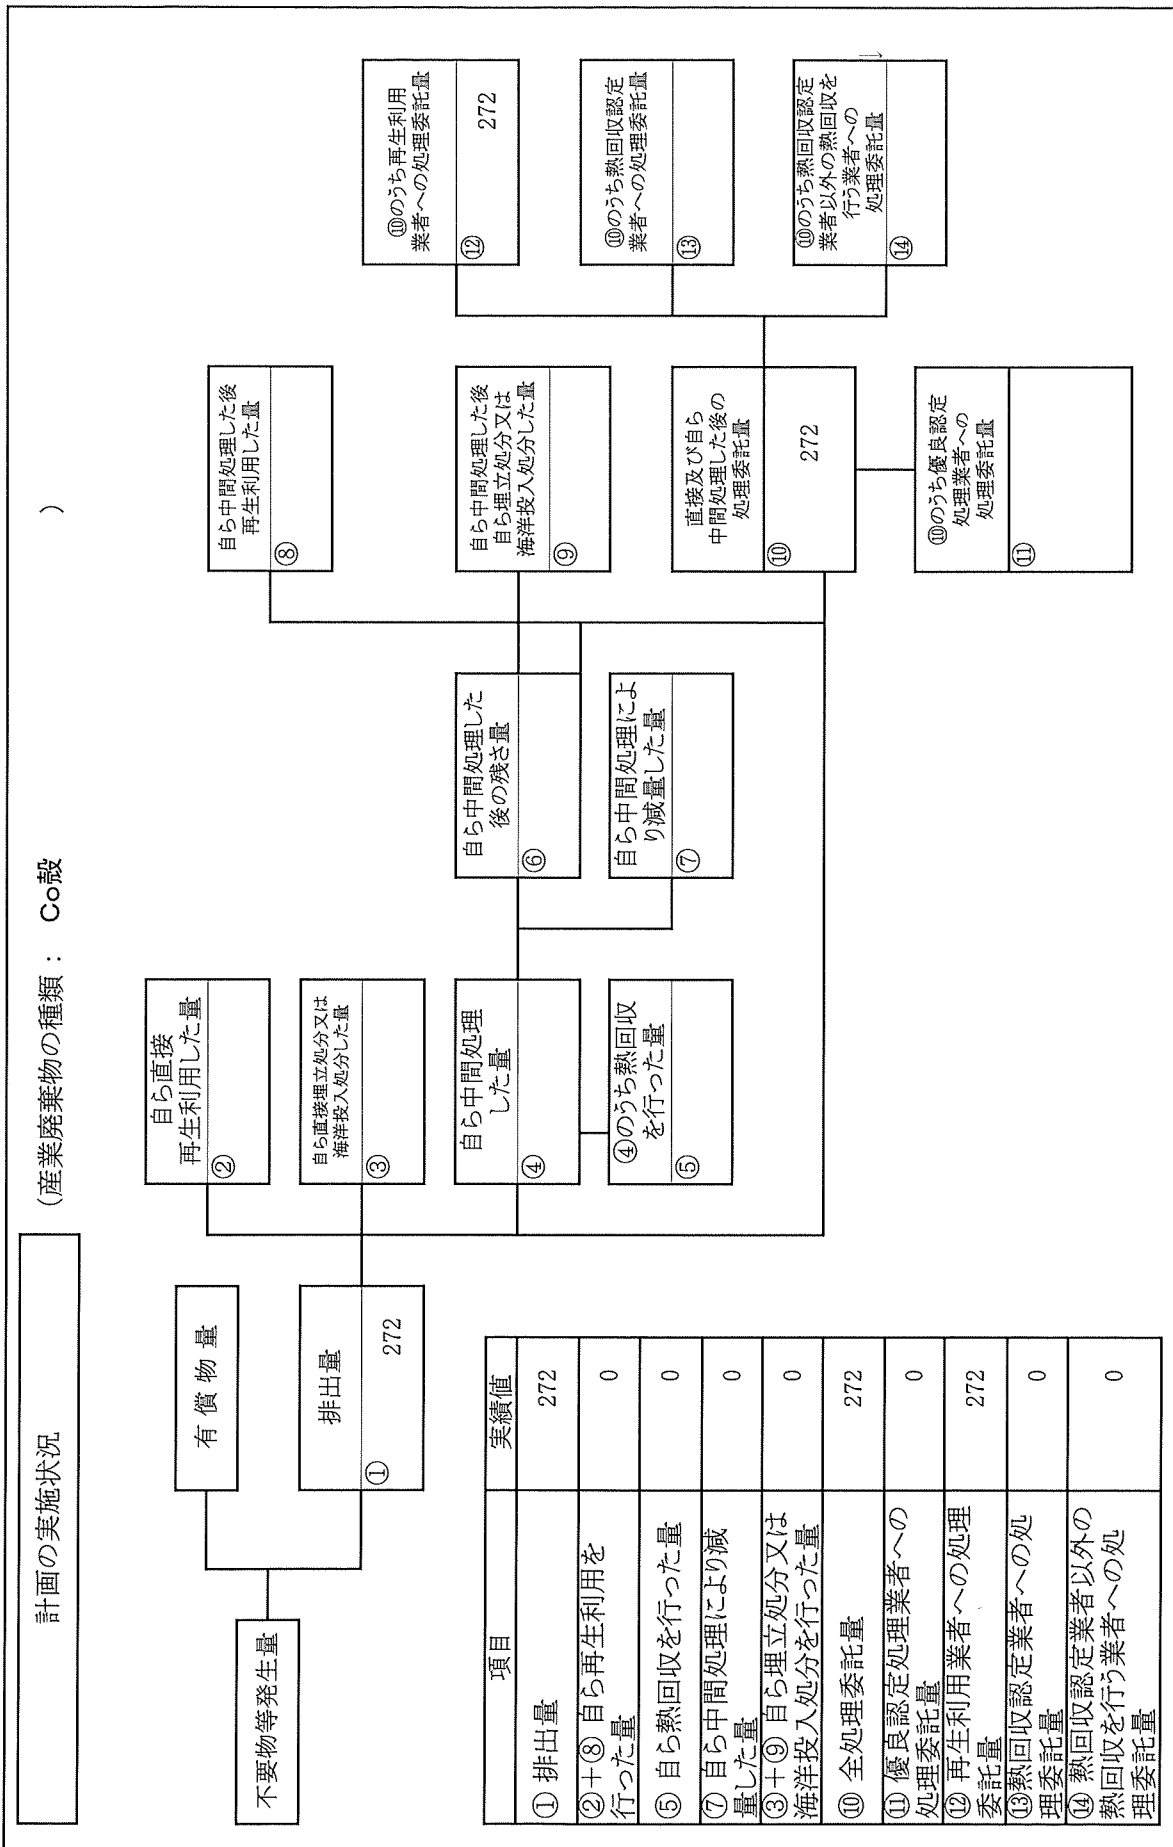 計画の実施状況
（産業廃棄物の種類： Co殻 ）
不要物等発生量
有 償 物 量
排出量
① 272
自ら直接
再生利用した量
②
自ら直接埋立処分又は
海洋投入処分した量
③
自ら中間処理
した量
④
④のうち熱回収
を行った量
⑤
自ら中間処理した
後の残さ量
⑥
自ら中間処理によ
り減量した量
⑦
自ら中間処理した後
再生利用した量
⑧
自ら中間処理した後
自ら埋立処分又は
海洋投入処分した量
⑨
直接及び自ら
中間処理した後の
処理委託量
⑩ 272
⑩のうち優良認定
処理業者への
処理委託量
⑪
⑩のうち再生利用
業者への処理委託量
⑫ 272
⑩のうち熱回収認定
業者への処理委託量
⑬
⑩のうち熱回収認定
業者以外の熱回収を
行う業者への
処理委託量
⑭
項目 実績値
① 排出量 272
②＋⑧ 自ら再生利用を
行った量 0
⑤ 自ら熱回収を行った量 0
⑦ 自ら中間処理により減
量した量 0
③＋⑨ 自ら埋立処分又は
海洋投入処分を行った量 0
⑩ 全処理委託量 272
⑪ 優良認定処理業者への
処理委託量 0
⑫ 再生利用業者への処理
委託量 272
⑬熱回収認定業者への処
理委託量 0
⑭ 熱回収認定業者以外の
熱回収を行う業者への処
理委託量 0